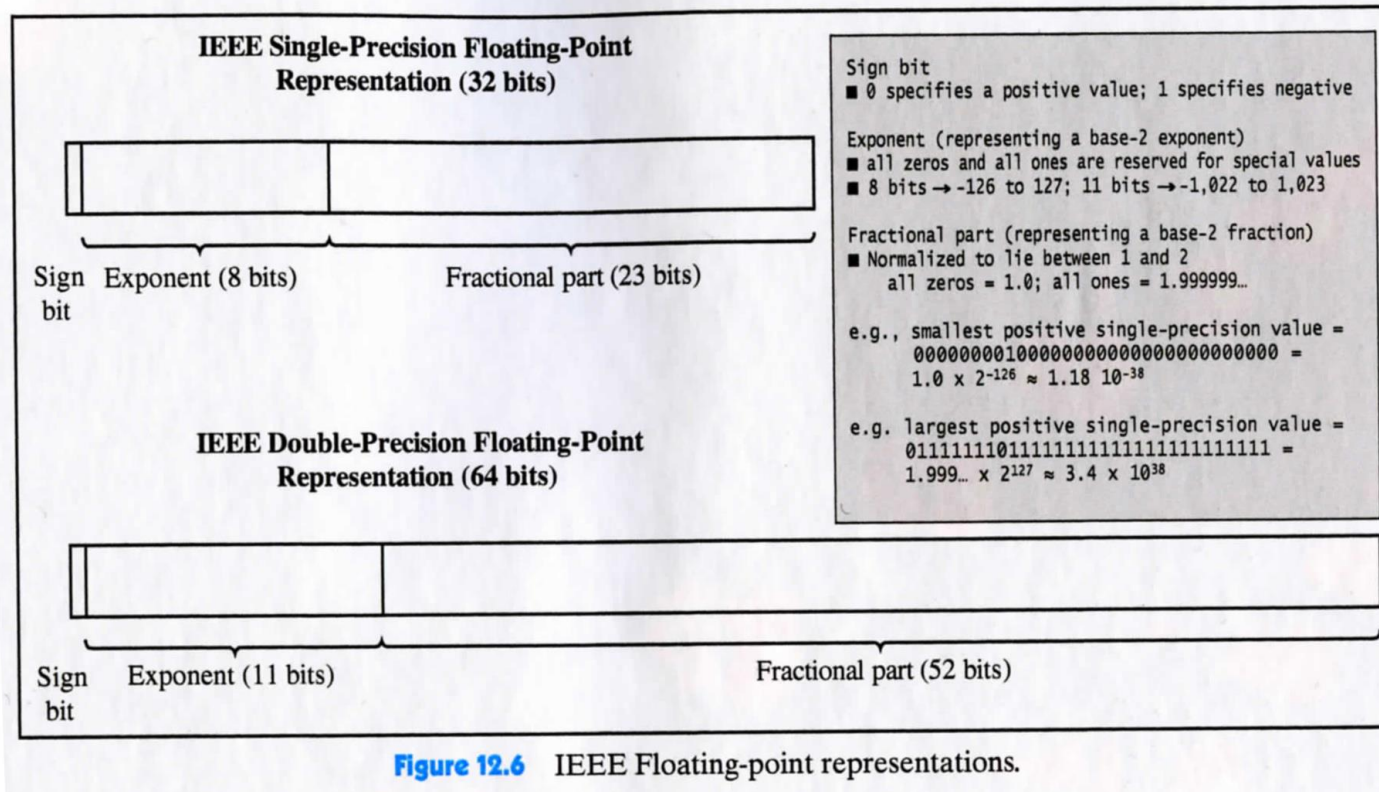 IEEE Single-Precision Floating-Point
Representation (32 bits)
Sign bit
■ 0 specifies a positive value; 1 specifies negative
Exponent (representing a base-2 exponent)
■ all zeros and all ones are reserved for special values
■ 8 bits → -126 to 127; 11 bits → -1,022 to 1,023
Fractional part (representing a base-2 fraction)
■ Normalized to lie between 1 and 2
all zeros = 1.0; all ones = 1.999999…
e.g., smallest positive single-precision value =
00000000100000000000000000000000 =
1.0 x 2⁻¹²⁶ ≈ 1.18 10⁻³⁸
e.g. largest positive single-precision value =
01111111011111111111111111111111 =
1.999… x 2¹²⁷ ≈ 3.4 x 10³⁸
Sign
bit
Exponent (8 bits)
Fractional part (23 bits)
IEEE Double-Precision Floating-Point
Representation (64 bits)
Sign
bit
Exponent (11 bits)
Fractional part (52 bits)
Figure 12.6 IEEE Floating-point representations.